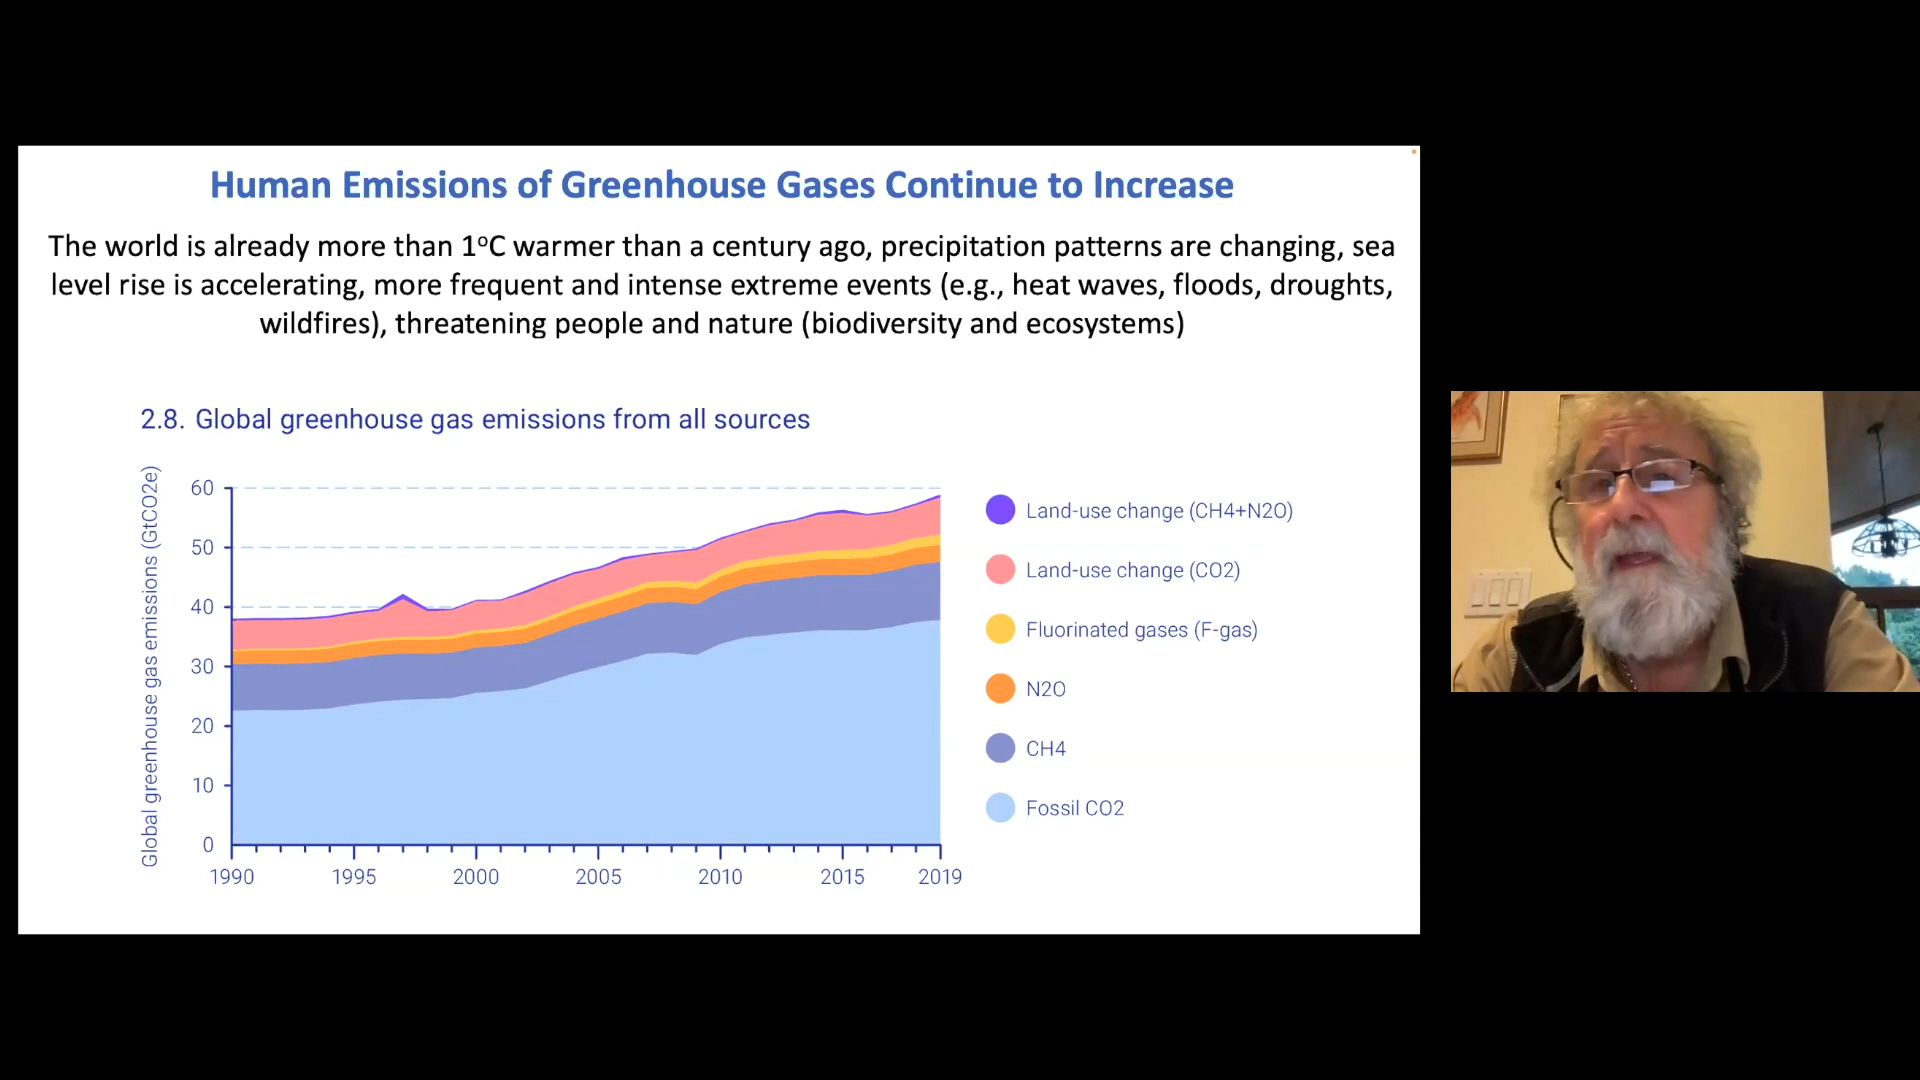 Human Emissions of Greenhouse Gases Continue to Increase
The world is already more than 1°C warmer than a century ago, precipitation patterns are changing, sea
level rise is accelerating, more frequent and intense extreme events (e.g., heat waves, floods, droughts,
wildfires), threatening people and nature (biodiversity and ecosystems)
2.8. Global greenhouse gas emissions from all sources
Global greenhouse gas emissions (GtCO2e)
60
50
40
30
20
10
0
1990 1995 2000 2005 2010 2015 2019
Land-use change (CH4+N2O)
Land-use change (CO2)
Fluorinated gases (F-gas)
N2O
CH4
Fossil CO2